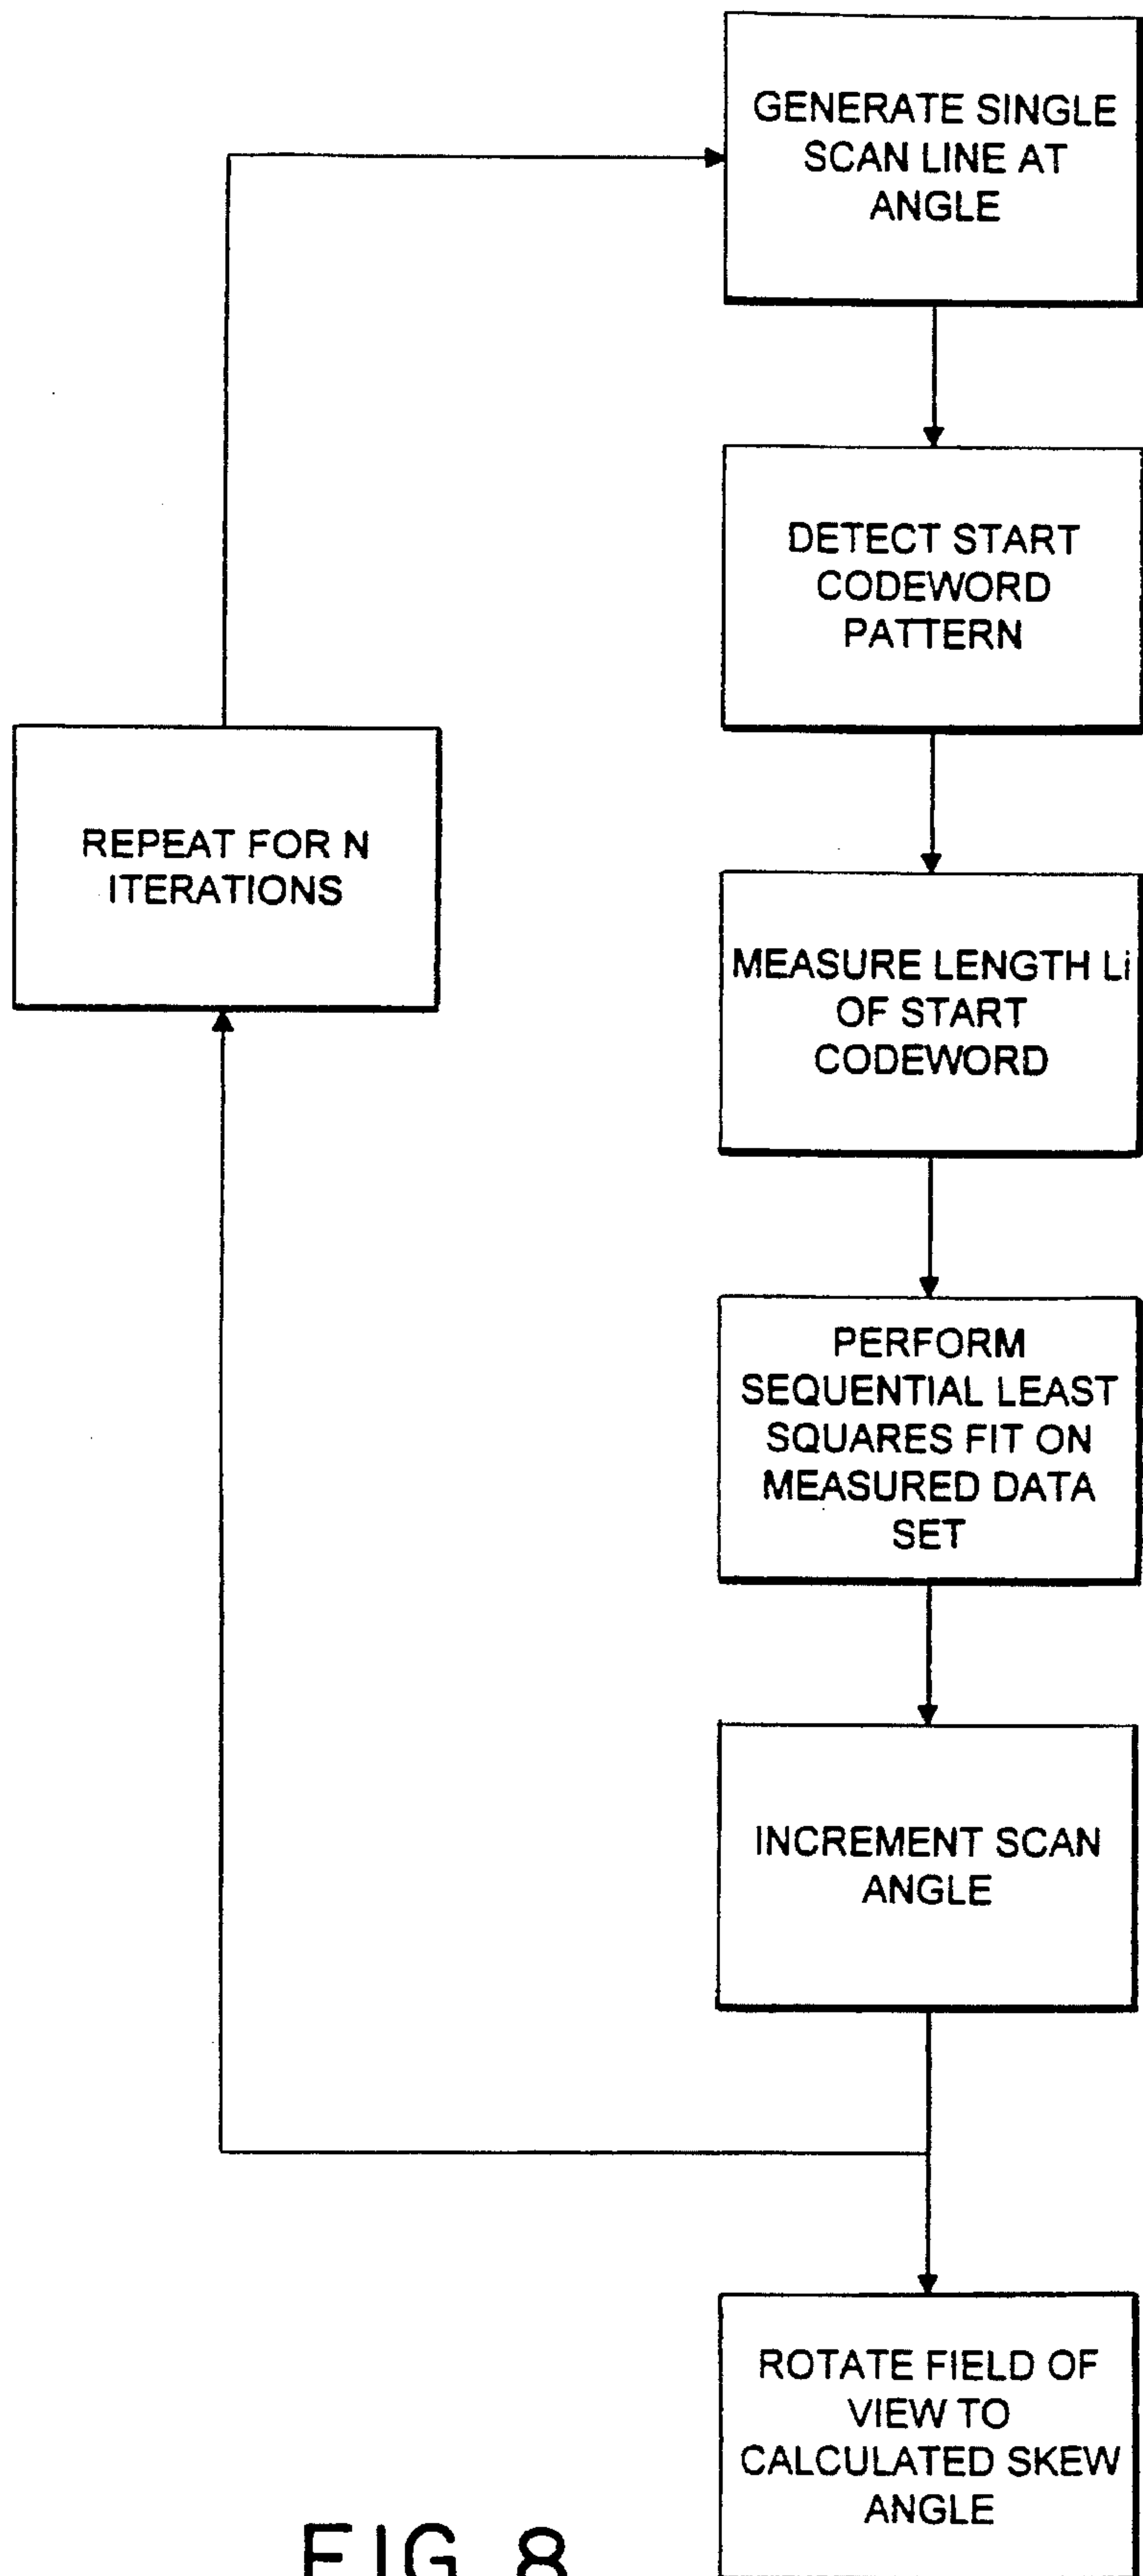 GENERATE SINGLE
SCAN LINE AT
ANGLE
DETECT START
CODEWORD
PATTERN
REPEAT FOR N
ITERATIONS
MEASURE LENGTH Li
OF START
CODEWORD
PERFORM
SEQUENTIAL LEAST
SQUARES FIT ON
MEASURED DATA
SET
INCREMENT SCAN
ANGLE
ROTATE FIELD OF
VIEW TO
CALCULATED SKEW
ANGLE
FIG. 8